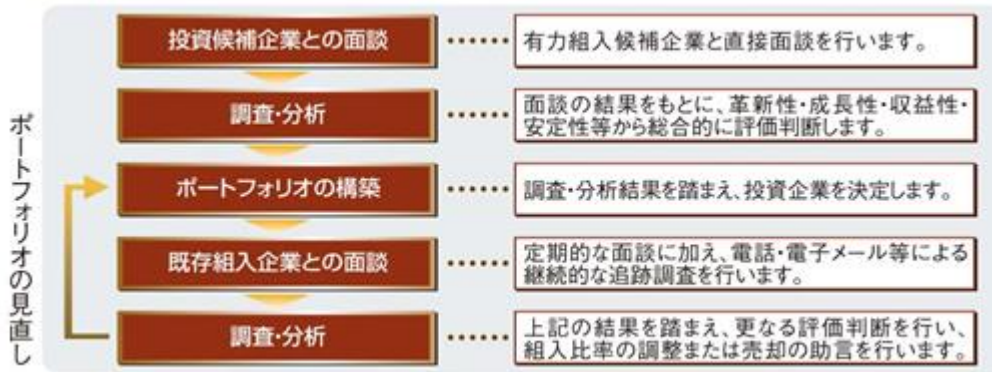 投資候補企業との面談
有力組入候補企業と直接面談を行います。
調査・分析
面談の結果をもとに、革新性・成長性・収益性・
安定性等から総合的に評価判断します。
ポートフォリオの構築
調査・分析結果を踏まえ、投資企業を決定します。
既存組入企業との面談
定期的な面談に加え、電話・電子メール等による
継続的な追跡調査を行います。
調査・分析
上記の結果を踏まえ、更なる評価判断を行い、
組入比率の調整または売却の助言を行います。
ポートフォリオの見直し